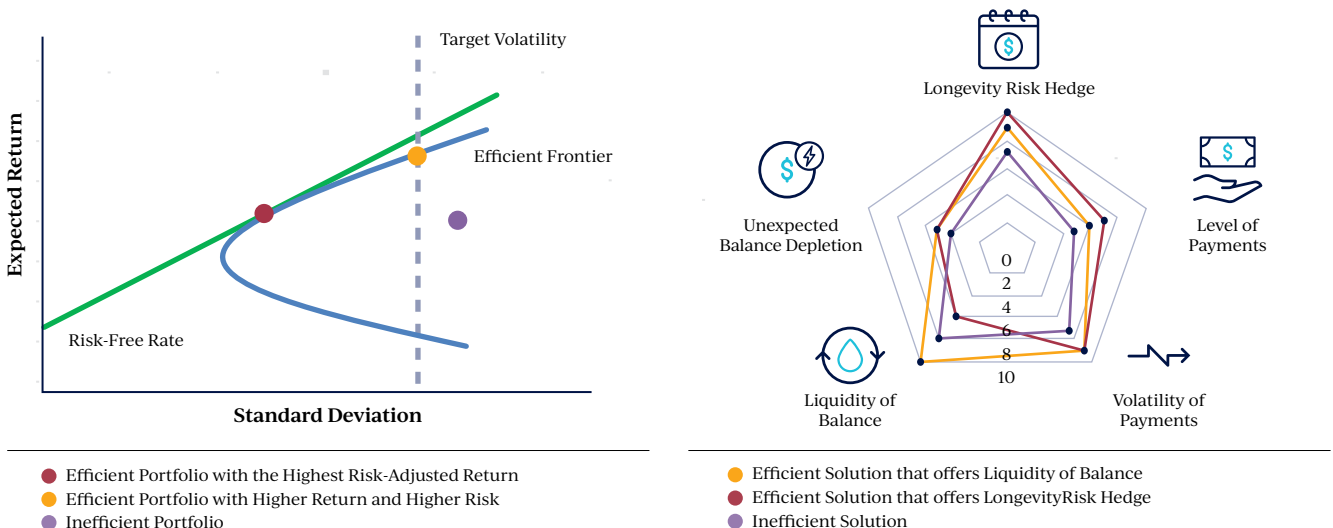 Expected Return
Target Volatility
Efficient Frontier
Risk-Free Rate
Standard Deviation
Efficient Portfolio with the Highest Risk-Adjusted Return
Efficient Portfolio with Higher Return and Higher Risk
Inefficient Portfolio
$
Longevity Risk Hedge
$
Unexpected
Balance Depletion
$
Level of
Payments
0
2
4
6
8
10
Liquidity of
Balance
Volatility of
Payments
Efficient Solution that offers Liquidity of Balance
Efficient Solution that offers LongevityRisk Hedge
Inefficient Solution